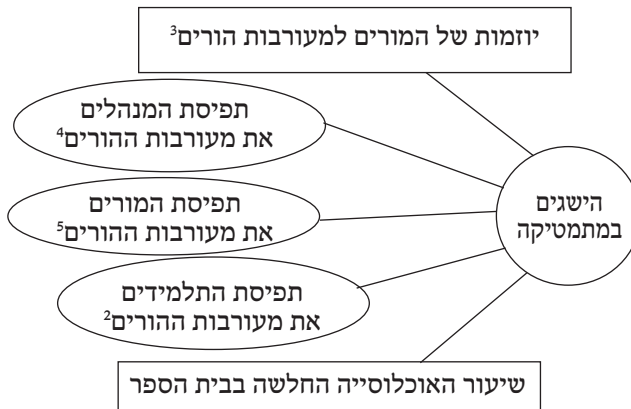 יוזמות של המורים למעורבות הורים³
תפיסת המנהלים
את מעורבות ההורים⁴
הישגים
במתמטיקה
תפיסת המורים
את מעורבות ההורים⁵
תפיסת התלמידים
את מעורבות ההורים²
שיעור האוכלוסייה החלשה בבית הספר